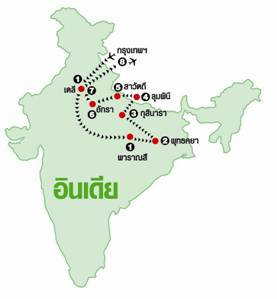 กรุงเทพฯ
8
1
เดลี
7
5 สาวัตถี
4 ลุมพินี
6
อักรา
3 กุสินารา
1
พาราณสี
2 พุทธคยา
อินเดีย